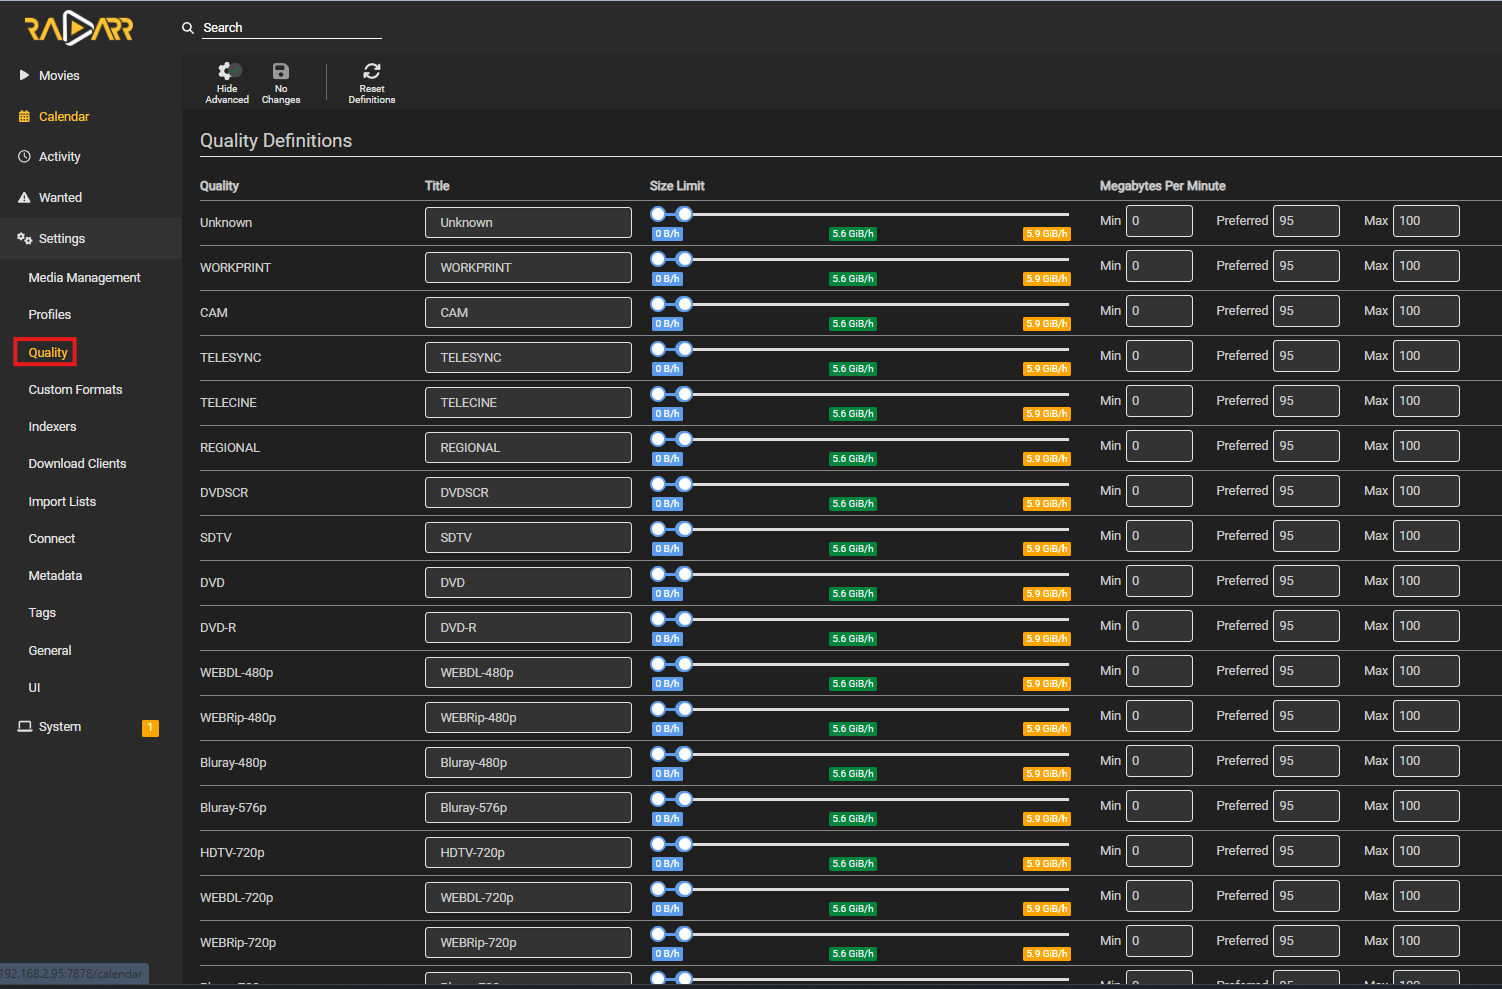 RADARR
Search
Movies
Calendar
Activity
Wanted
Settings
Media Management
Profiles
Quality
Custom Formats
Indexers
Download Clients
Import Lists
Connect
Metadata
Tags
General
UI
System 1
192.168.2.95:7878/calendar
Hide Advanced
No Changes
Reset Definitions
Quality Definitions
Quality Title Size Limit Megabytes Per Minute
Unknown Unknown 0 B/h 5.6 GiB/h 5.9 GiB/h Min 0 Preferred 95 Max 100
WORKPRINT WORKPRINT 0 B/h 5.6 GiB/h 5.9 GiB/h Min 0 Preferred 95 Max 100
CAM CAM 0 B/h 5.6 GiB/h 5.9 GiB/h Min 0 Preferred 95 Max 100
TELESYNC TELESYNC 0 B/h 5.6 GiB/h 5.9 GiB/h Min 0 Preferred 95 Max 100
TELECINE TELECINE 0 B/h 5.6 GiB/h 5.9 GiB/h Min 0 Preferred 95 Max 100
REGIONAL REGIONAL 0 B/h 5.6 GiB/h 5.9 GiB/h Min 0 Preferred 95 Max 100
DVDSCR DVDSCR 0 B/h 5.6 GiB/h 5.9 GiB/h Min 0 Preferred 95 Max 100
SDTV SDTV 0 B/h 5.6 GiB/h 5.9 GiB/h Min 0 Preferred 95 Max 100
DVD DVD 0 B/h 5.6 GiB/h 5.9 GiB/h Min 0 Preferred 95 Max 100
DVD-R DVD-R 0 B/h 5.6 GiB/h 5.9 GiB/h Min 0 Preferred 95 Max 100
WEBDL-480p WEBDL-480p 0 B/h 5.6 GiB/h 5.9 GiB/h Min 0 Preferred 95 Max 100
WEBRip-480p WEBRip-480p 0 B/h 5.6 GiB/h 5.9 GiB/h Min 0 Preferred 95 Max 100
Bluray-480p Bluray-480p 0 B/h 5.6 GiB/h 5.9 GiB/h Min 0 Preferred 95 Max 100
Bluray-576p Bluray-576p 0 B/h 5.6 GiB/h 5.9 GiB/h Min 0 Preferred 95 Max 100
HDTV-720p HDTV-720p 0 B/h 5.6 GiB/h 5.9 GiB/h Min 0 Preferred 95 Max 100
WEBDL-720p WEBDL-720p 0 B/h 5.6 GiB/h 5.9 GiB/h Min 0 Preferred 95 Max 100
WEBRip-720p WEBRip-720p 0 B/h 5.6 GiB/h 5.9 GiB/h Min 0 Preferred 95 Max 100